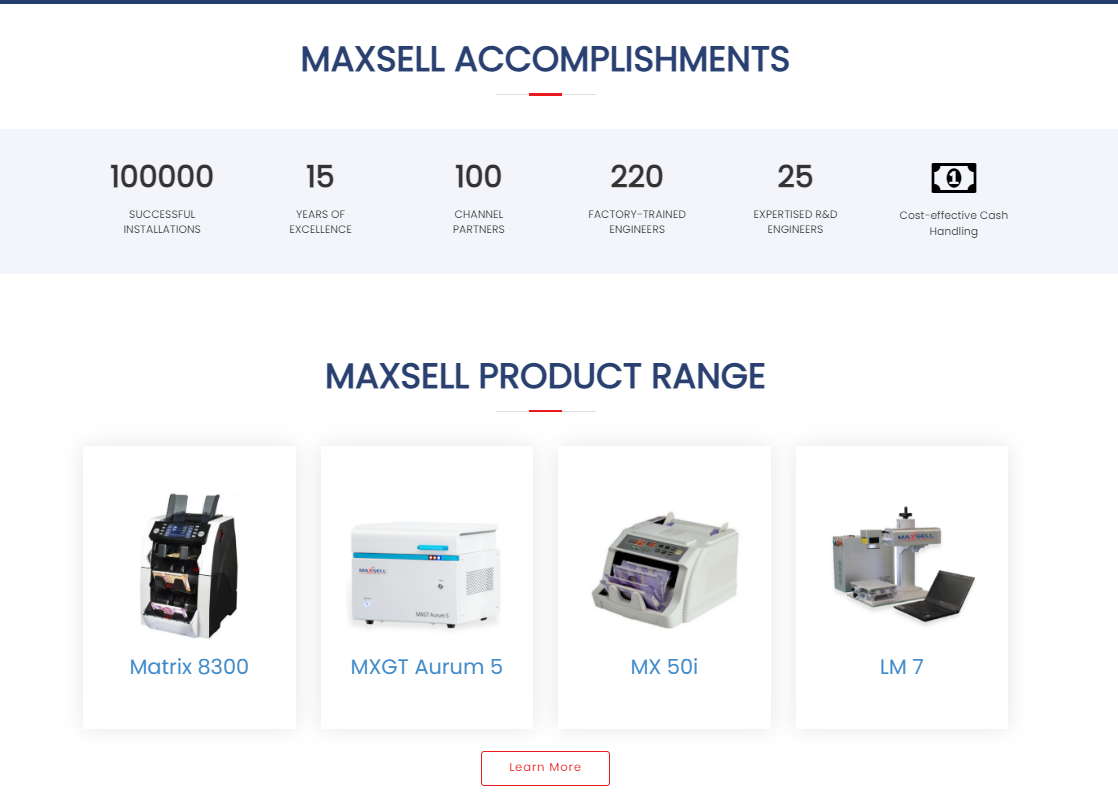 MAXSELL ACCOMPLISHMENTS
100000
SUCCESSFUL
INSTALLATIONS
15
YEARS OF
EXCELLENCE
100
CHANNEL
PARTNERS
220
FACTORY-TRAINED
ENGINEERS
25
EXPERTISED R&D
ENGINEERS
1
Cost-effective Cash
Handling
MAXSELL PRODUCT RANGE
MAXSELL
MXGT Aurum 5
MAXSELL
Matrix 8300
MXGT Aurum 5
MX 50i
LM 7
Learn More